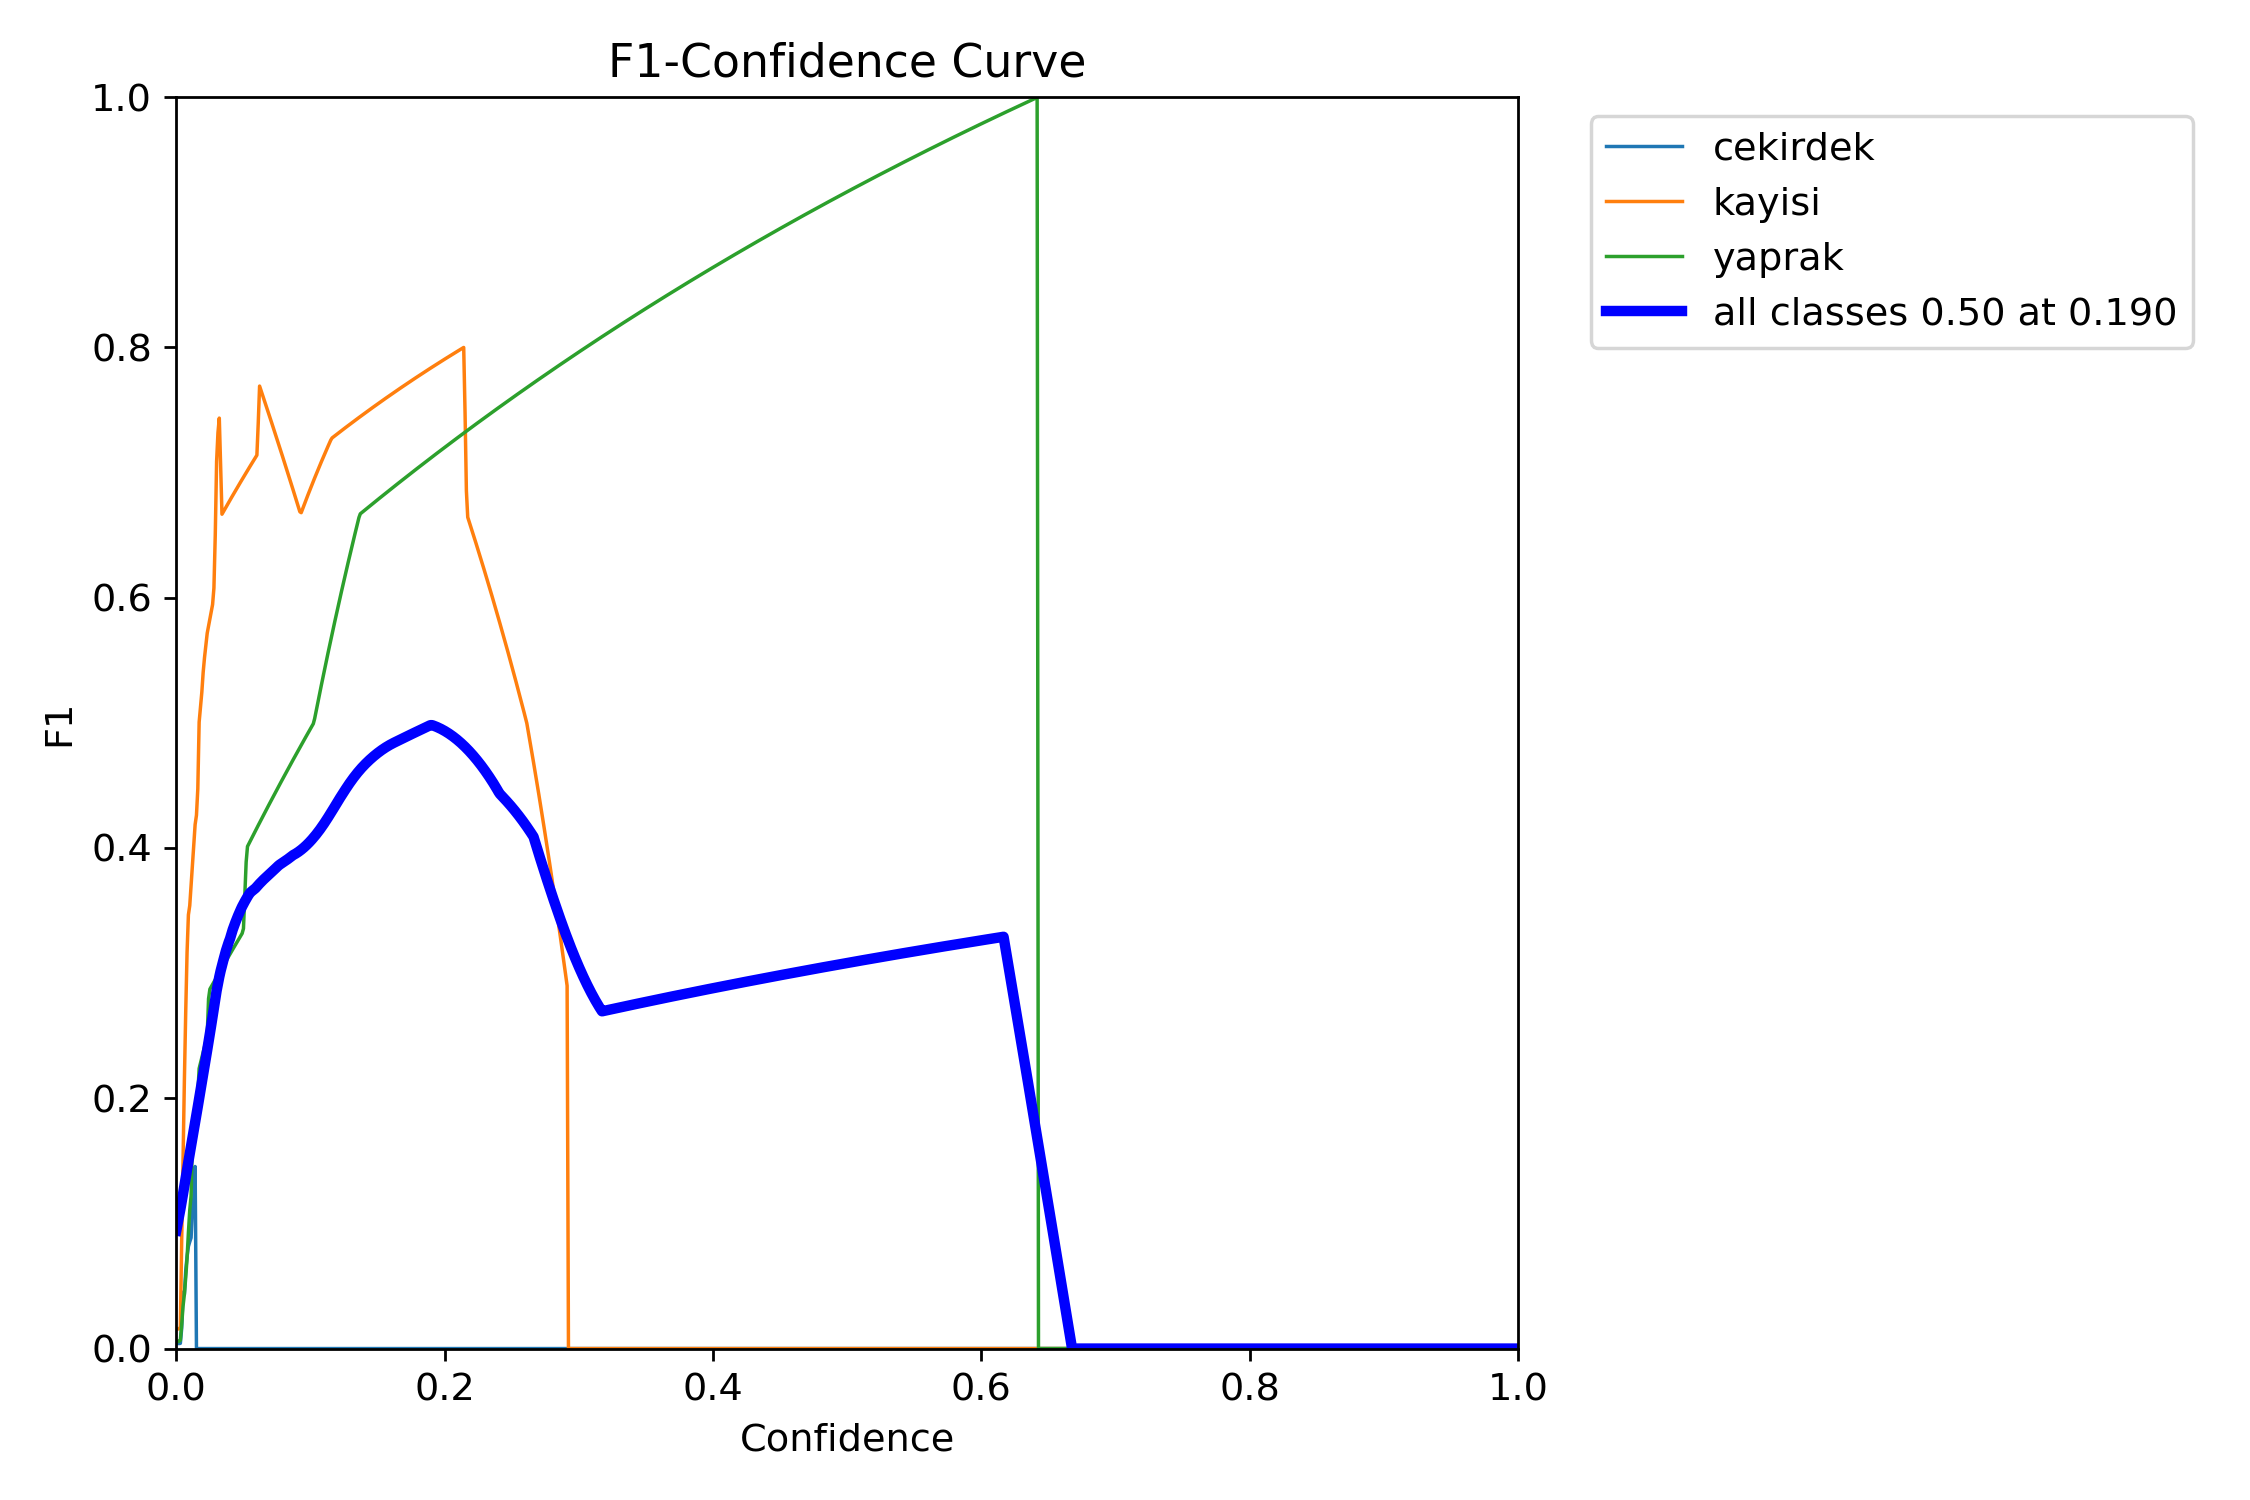 F1-Confidence Curve
1.0
0.8
0.6
0.4
0.2
0.0
F1
0.0 0.2 0.4 0.6 0.8 1.0
Confidence
cekirdek
kayisi
yaprak
all classes 0.50 at 0.190